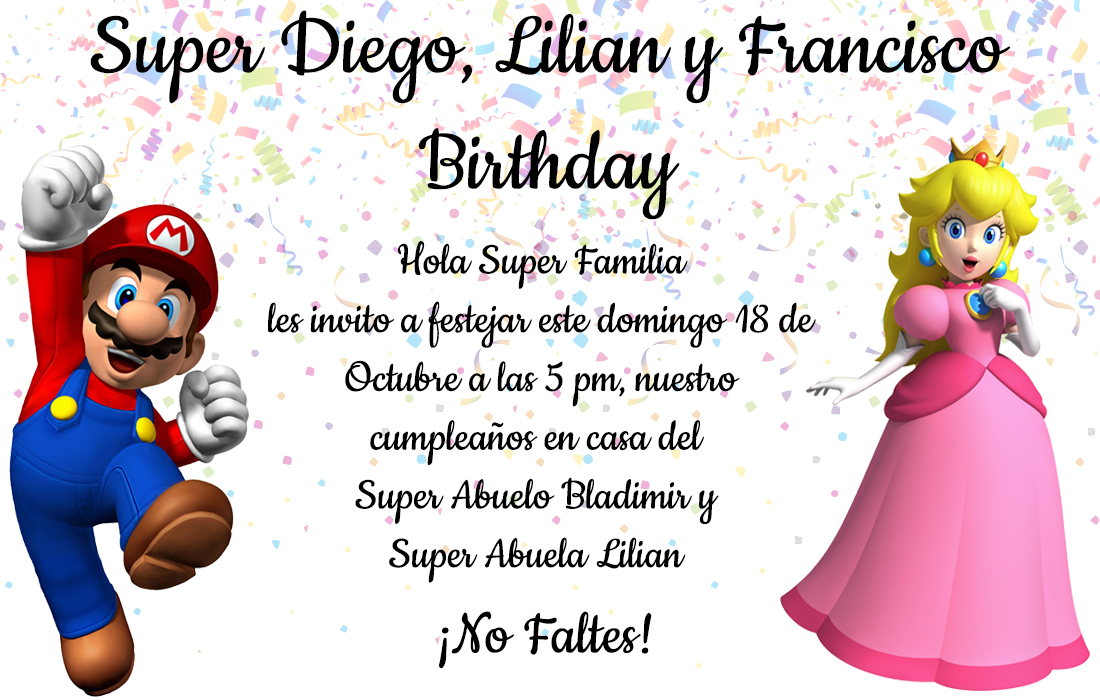 Super Diego, Lilian y Francisco
Birthday
Hola Super Familia
les invito a festejar este domingo 18 de
Octubre a las 5 pm, nuestro
cumpleaños en casa del
Super Abuelo Bladimir y
Super Abuela Lilian
¡No Faltes!
M